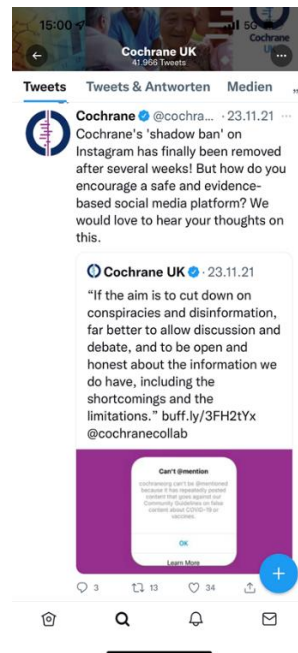 15:00
5G
Cochrane UK
41.966 Tweets
Cochrane
Tweets Tweets & Antworten Medien
Cochrane @cochra... · 23.11.21 ...
Cochrane's 'shadow ban' on
Instagram has finally been removed
after several weeks! But how do you
encourage a safe and evidence-
based social media platform? We
would love to hear your thoughts on
this.
Cochrane UK · 23.11.21
“If the aim is to cut down on
conspiracies and disinformation,
far better to allow discussion and
debate, and to be open and
honest about the information we
do have, including the
shortcomings and the
limitations.” buff.ly/3FH2tYx
@cochranecollab
Can't @mention
cochraneorg can't be @mentioned
because it has repeatedly posted
content that goes against our
Community Guidelines on false
content about COVID-19 or
vaccines.
OK
Learn More
3 13 34